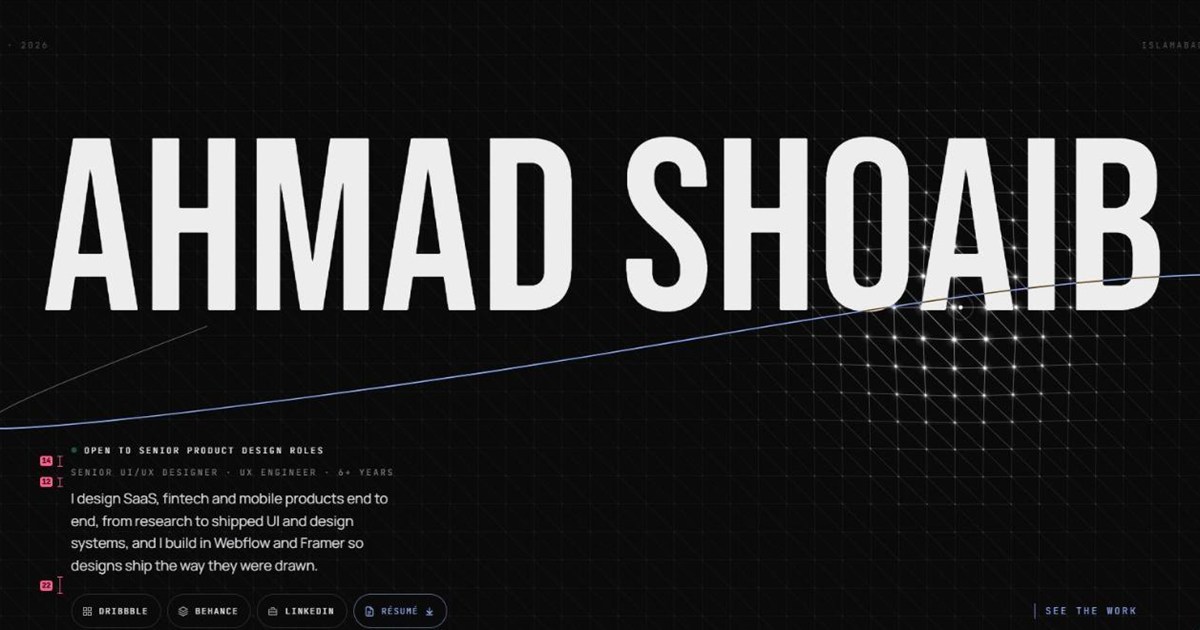 · 2026
ISLAMABAD
AHMAD SHOAIB
OPEN TO SENIOR PRODUCT DESIGN ROLES
14
SENIOR UI/UX DESIGNER · UX ENGINEER · 6+ YEARS
12
I design SaaS, fintech and mobile products end to
end, from research to shipped UI and design
systems, and I build in Webflow and Framer so
designs ship the way they were drawn.
22
DRIBBBLE
BEHANCE
LINKEDIN
RÉSUMÉ
SEE THE WORK